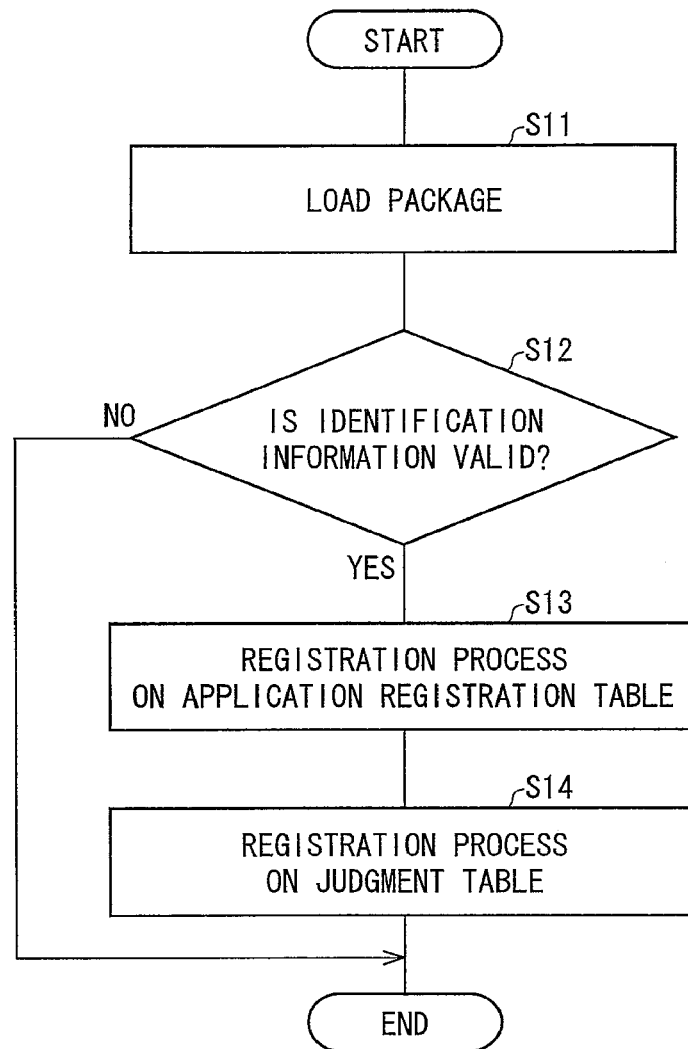 START
S11
LOAD PACKAGE
S12
NO
IS IDENTIFICATION
INFORMATION VALID?
YES
S13
REGISTRATION PROCESS
ON APPLICATION REGISTRATION TABLE
S14
REGISTRATION PROCESS
ON JUDGMENT TABLE
END